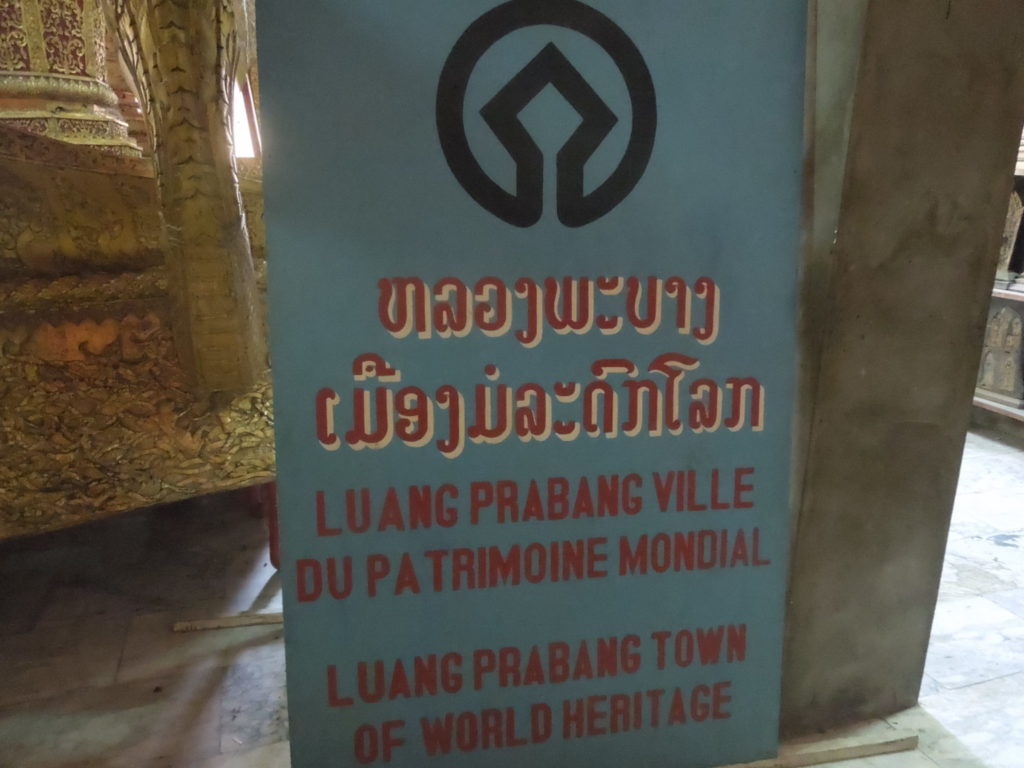 ຫລວງພະບາງ
ເມືອງມໍລະດົກໂລກ
LUANG PRABANG VILLE
DU PATRIMOINE MONDIAL
LUANG PRABANG TOWN
OF WORLD HERITAGE